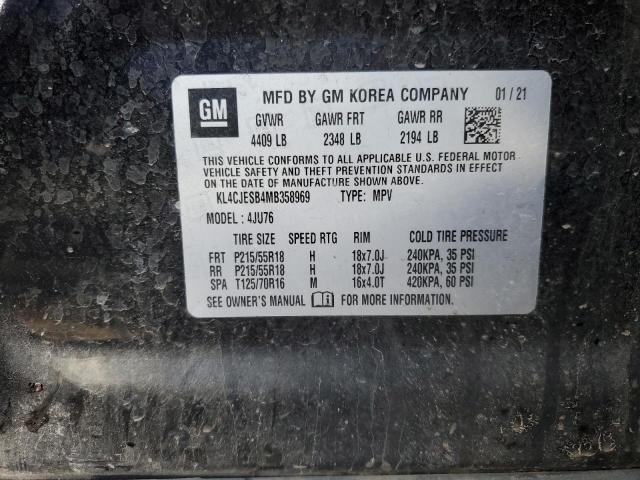 GM MFD BY GM KOREA COMPANY 01/21
GVWR GAWR FRT GAWR RR
4409 LB 2348 LB 2194 LB
THIS VEHICLE CONFORMS TO ALL APPLICABLE U.S. FEDERAL MOTOR
VEHICLE SAFETY AND THEFT PREVENTION STANDARDS IN EFFECT
ON THE DATE OF MANUFACTURE SHOWN ABOVE.
KL4CJESB4MB358969 TYPE: MPV
MODEL: 4JU76
TIRE SIZE SPEED RTG RIM COLD TIRE PRESSURE
FRT P215/55R18 H 18x7.0J 240KPA, 35 PSI
RR P215/55R18 H 18x7.0J 240KPA, 35 PSI
SPA T125/70R16 M 16x4.0T 420KPA, 60 PSI
SEE OWNER'S MANUAL FOR MORE INFORMATION.